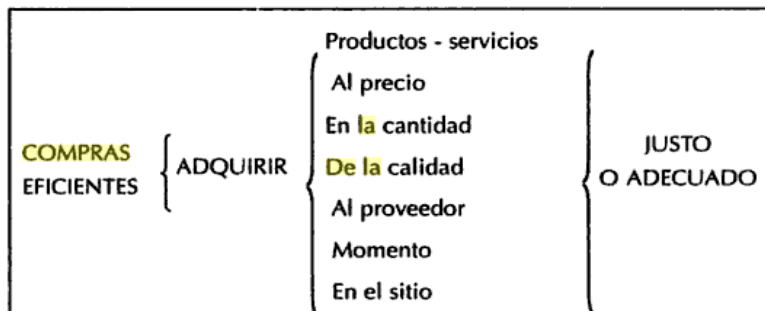 Productos - servicios
Al precio
En la cantidad
COMPRAS
EFICIENTES
ADQUIRIR
De la calidad
JUSTO
O ADECUADO
Al proveedor
Momento
En el sitio